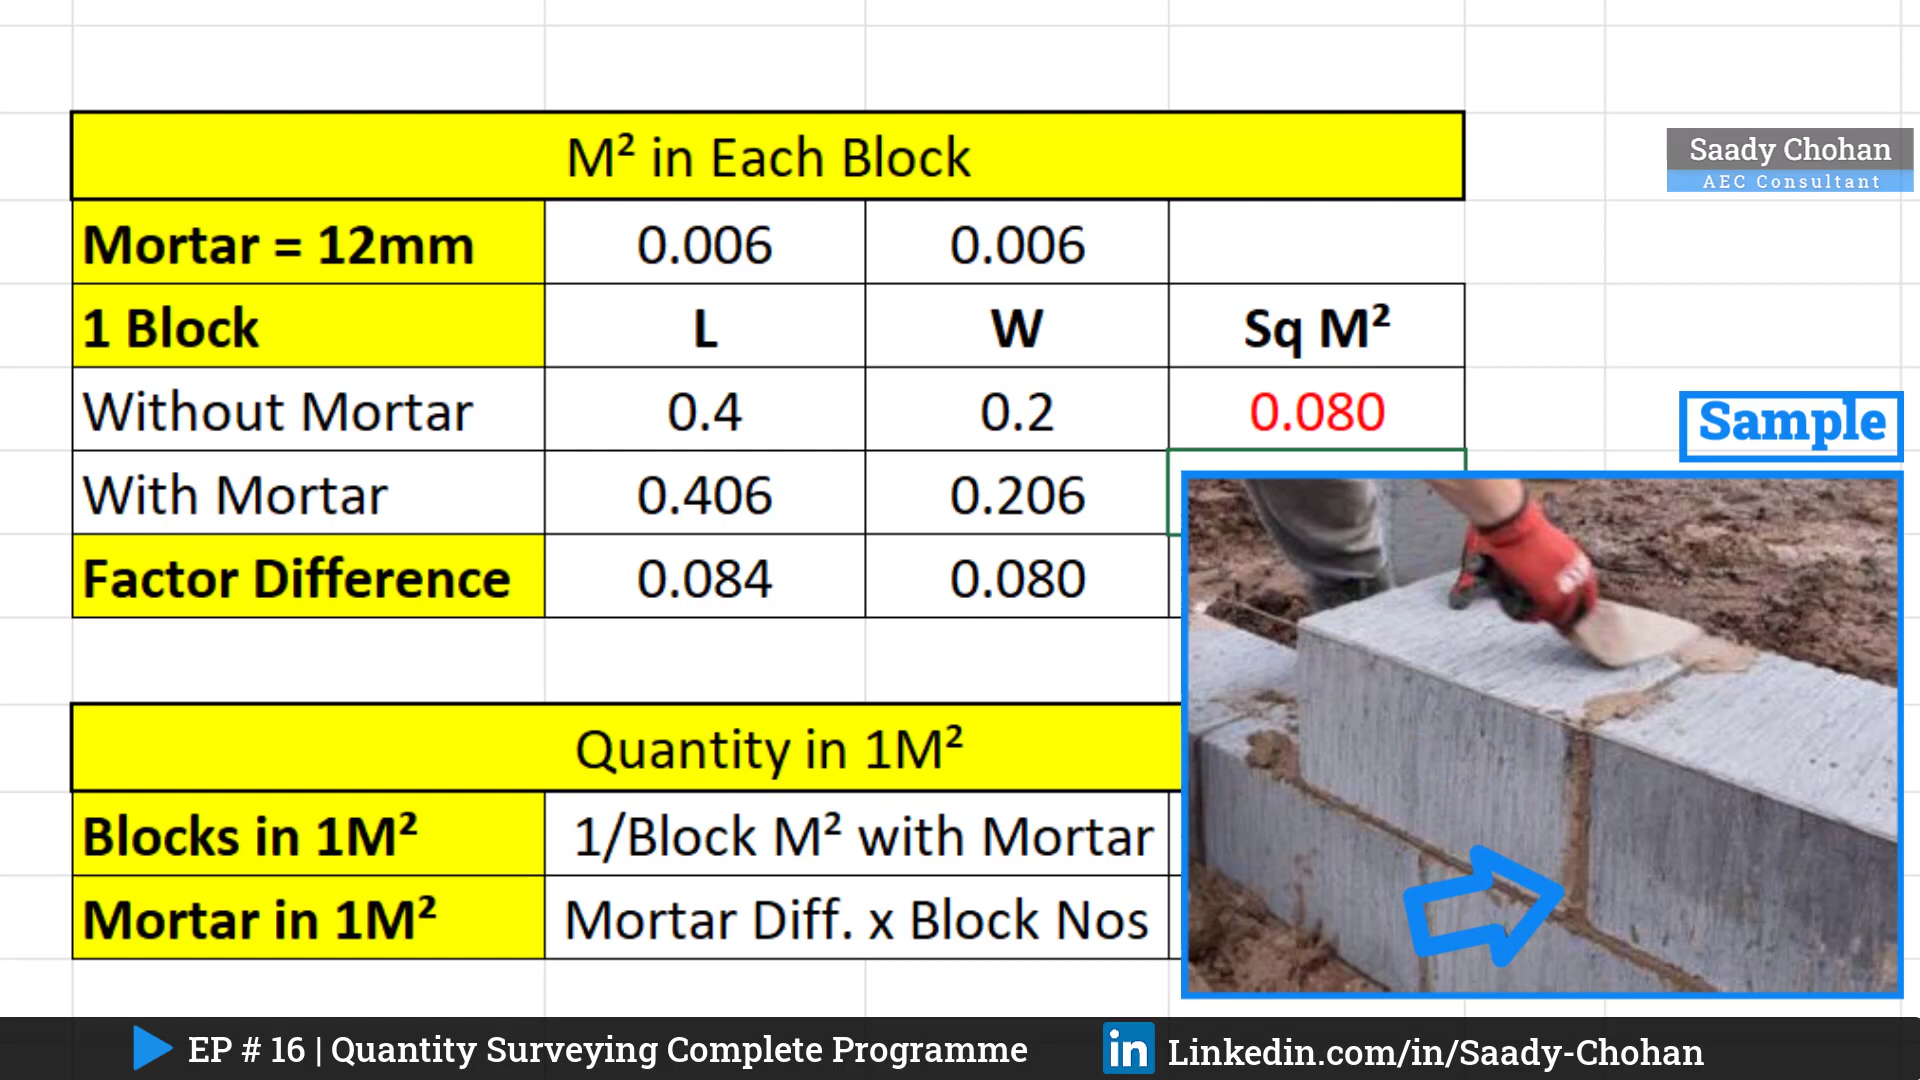 M² in Each Block
Mortar = 12mm 0.006 0.006
1 Block L W Sq M²
Without Mortar 0.4 0.2 0.080
With Mortar 0.406 0.206
Factor Difference 0.084 0.080
Quantity in 1M²
Blocks in 1M² 1/Block M² with Mortar
Mortar in 1M² Mortar Diff. x Block Nos
Saady Chohan
AEC Consultant
Sample
EP # 16 | Quantity Surveying Complete Programme
in Linkedin.com/in/Saady-Chohan